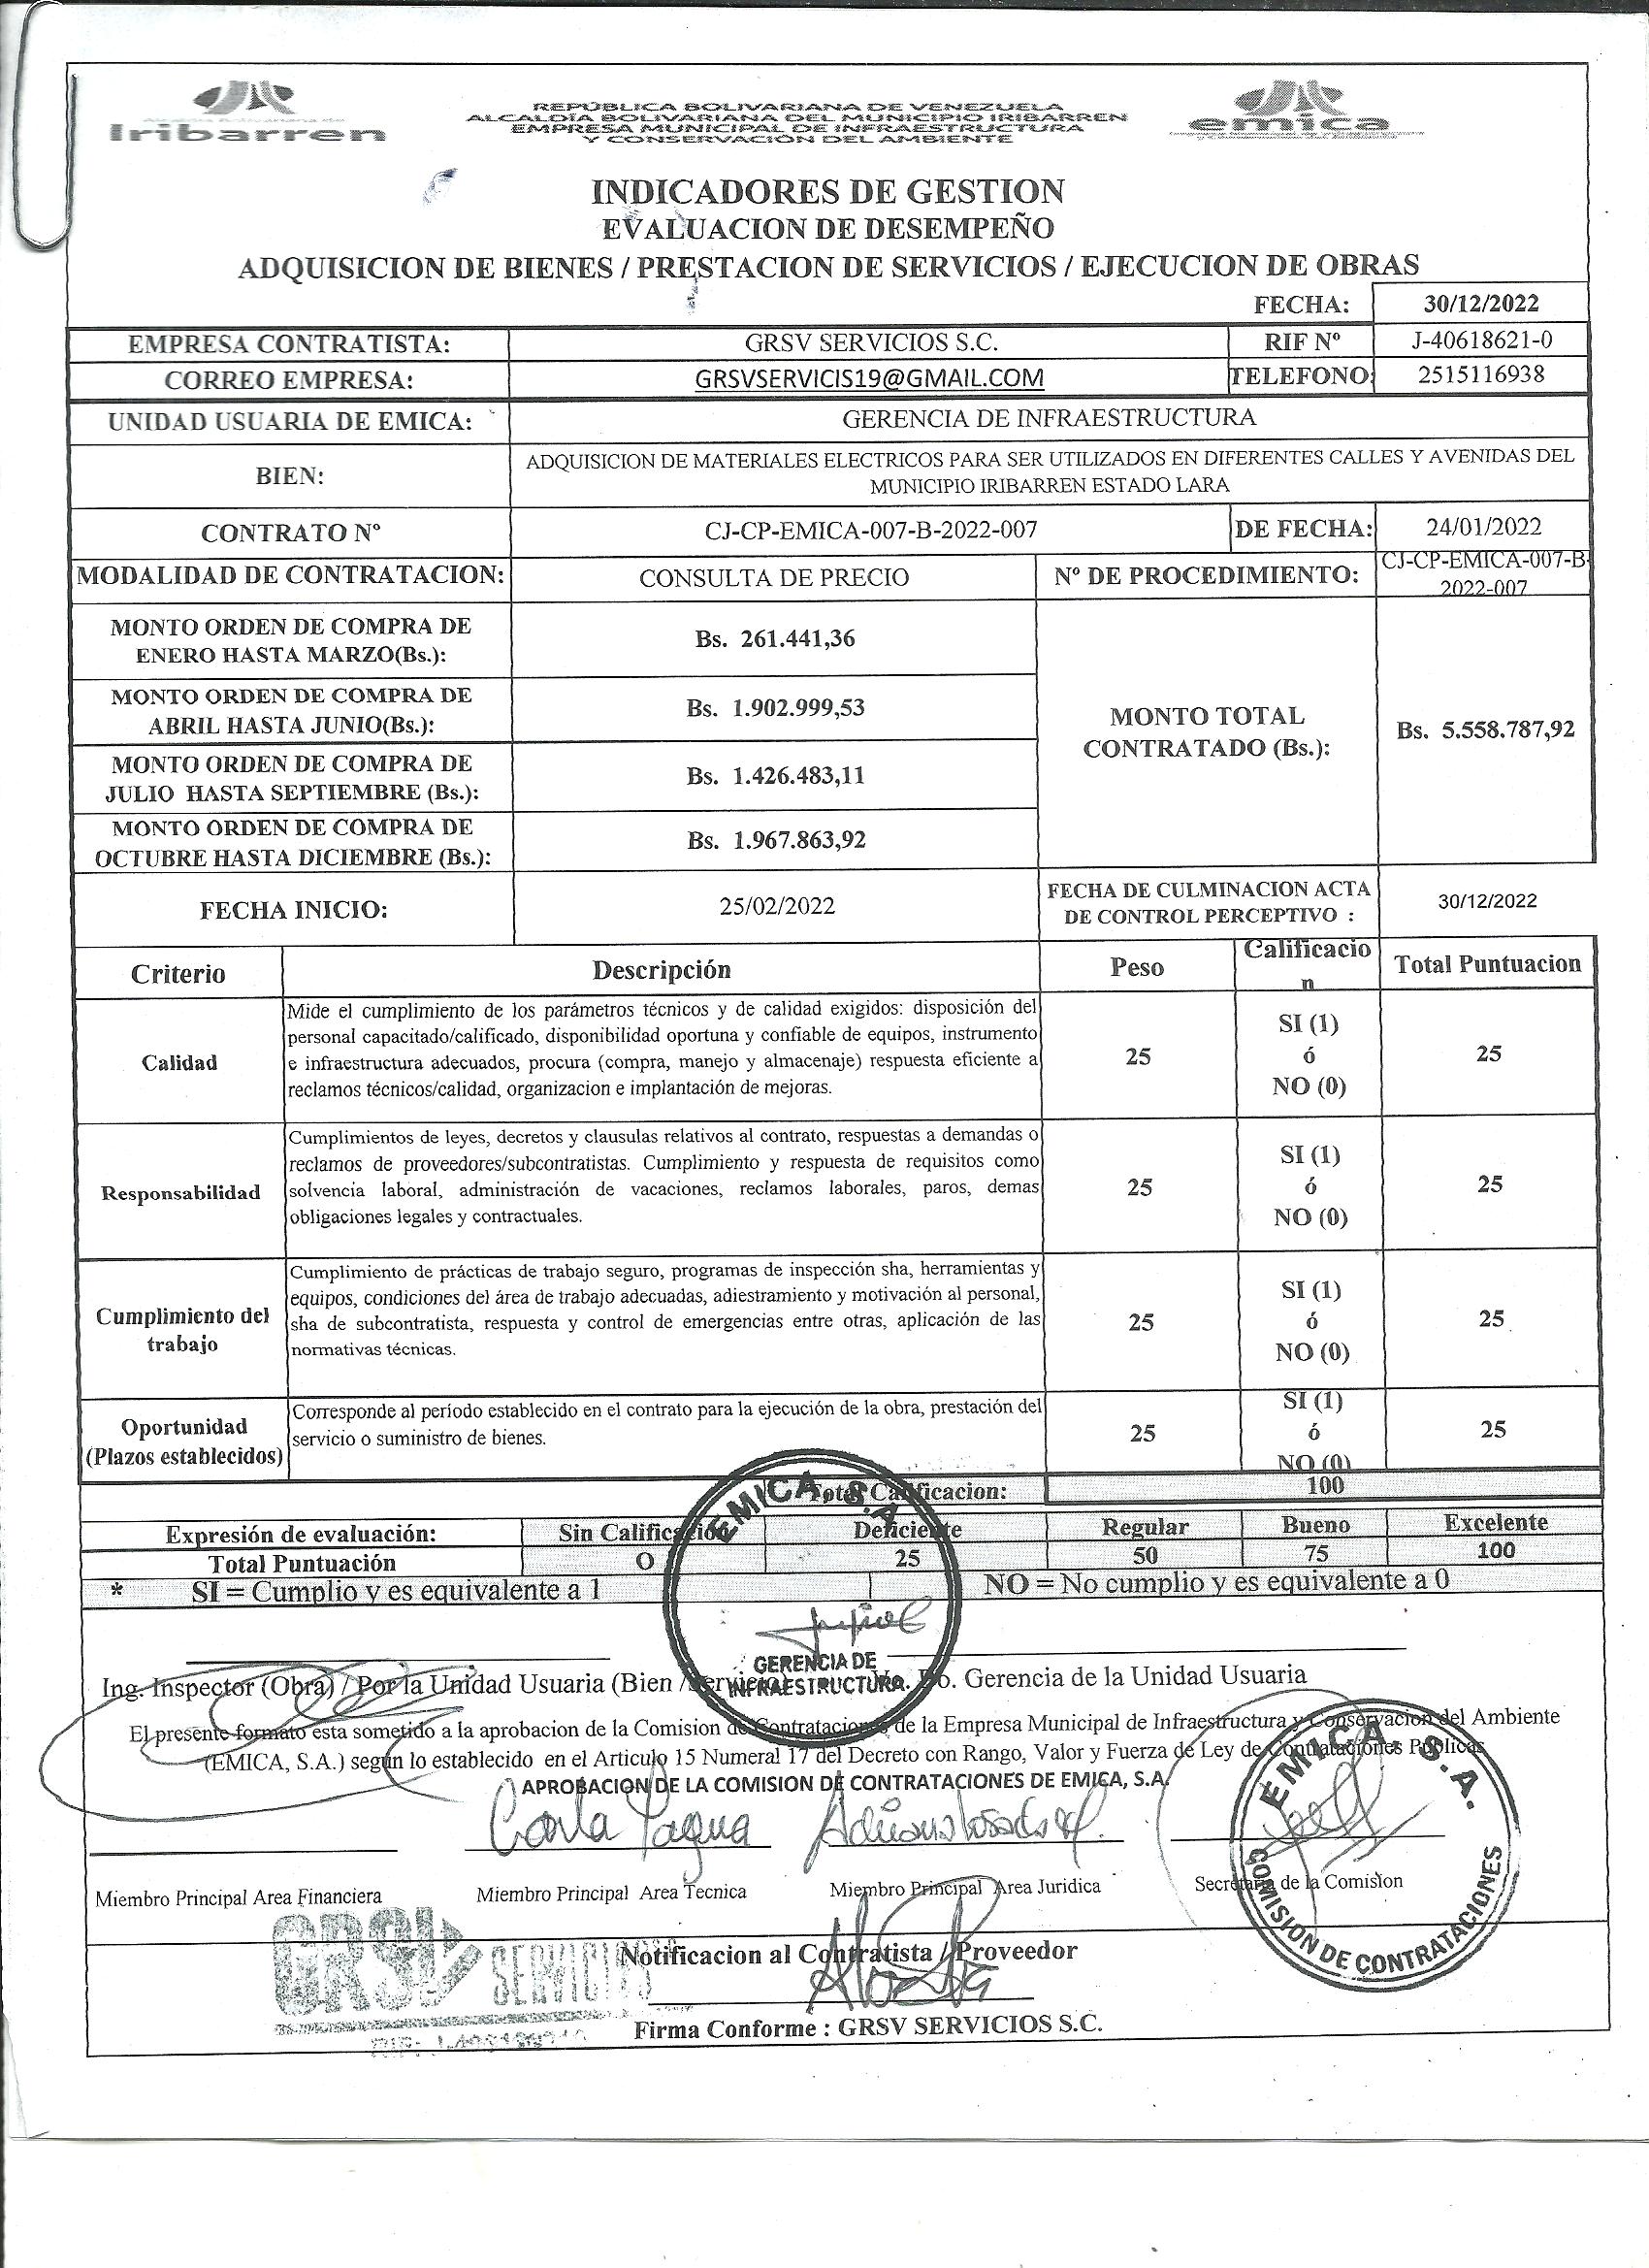 Iribarren
REPÚBLICA BOLIVARIANA DE VENEZUELA
ALCALDÍA BOLIVARIANA DEL MUNICIPIO IRIBARREN
EMPRESA MUNICIPAL DE INFRAESTRUCTURA
Y CONSERVACIÓN DEL AMBIENTE
emica
INDICADORES DE GESTION
EVALUACION DE DESEMPEÑO
ADQUISICION DE BIENES / PRESTACION DE SERVICIOS / EJECUCION DE OBRAS
FECHA: 30/12/2022
EMPRESA CONTRATISTA: GRSV SERVICIOS S.C. RIF Nº J-40618621-0
CORREO EMPRESA: GRSVSERVICIS19@GMAIL.COM TELEFONO: 2515116938
UNIDAD USUARIA DE EMICA: GERENCIA DE INFRAESTRUCTURA
BIEN: ADQUISICION DE MATERIALES ELECTRICOS PARA SER UTILIZADOS EN DIFERENTES CALLES Y AVENIDAS DEL
MUNICIPIO IRIBARREN ESTADO LARA
CONTRATO Nº CJ-CP-EMICA-007-B-2022-007 DE FECHA: 24/01/2022
MODALIDAD DE CONTRATACION: CONSULTA DE PRECIO Nº DE PROCEDIMIENTO: CJ-CP-EMICA-007-B-
2022-007
MONTO ORDEN DE COMPRA DE
ENERO HASTA MARZO(Bs.): Bs. 261.441,36
MONTO ORDEN DE COMPRA DE
ABRIL HASTA JUNIO(Bs.): Bs. 1.902.999,53
MONTO TOTAL
CONTRATADO (Bs.): Bs. 5.558.787,92
MONTO ORDEN DE COMPRA DE
JULIO HASTA SEPTIEMBRE (Bs.): Bs. 1.426.483,11
MONTO ORDEN DE COMPRA DE
OCTUBRE HASTA DICIEMBRE (Bs.): Bs. 1.967.863,92
FECHA INICIO: 25/02/2022
FECHA DE CULMINACION ACTA
DE CONTROL PERCEPTIVO : 30/12/2022
Criterio Descripción Peso Calificacio
n Total Puntuacion
Calidad
Mide el cumplimiento de los parámetros técnicos y de calidad exigidos: disposición del
personal capacitado/calificado, disponibilidad oportuna y confiable de equipos, instrumento
e infraestructura adecuados, procura (compra, manejo y almacenaje) respuesta eficiente a
reclamos técnicos/calidad, organizacion e implantación de mejoras.
25
SI (1)
ó
NO (0)
25
Responsabilidad
Cumplimientos de leyes, decretos y clausulas relativos al contrato, respuestas a demandas o
reclamos de proveedores/subcontratistas. Cumplimiento y respuesta de requisitos como
solvencia laboral, administración de vacaciones, reclamos laborales, paros, demas
obligaciones legales y contractuales.
25
SI (1)
ó
NO (0)
25
Cumplimiento del
trabajo
Cumplimiento de prácticas de trabajo seguro, programas de inspección sha, herramientas y
equipos, condiciones del área de trabajo adecuadas, adiestramiento y motivación al personal,
sha de subcontratista, respuesta y control de emergencias entre otras, aplicación de las
normativas técnicas.
25
SI (1)
ó
NO (0)
25
Oportunidad
(Plazos establecidos)
Corresponde al período establecido en el contrato para la ejecución de la obra, prestación del
servicio o suministro de bienes.
25
SI (1)
ó
NO (0)
25
Total Calificacion: 100
Expresión de evaluación: Sin Calificación Deficiente Regular Bueno Excelente
Total Puntuación O 25 50 75 100
* SI = Cumplio y es equivalente a 1 NO = No cumplio y es equivalente a 0
EMICA, S.A
GERENCIA DE
INFRAESTRUCTURA
Ing. Inspector (Obra) / Por la Unidad Usuaria (Bien / Servicio) Vo. Bo. Gerencia de la Unidad Usuaria
El presente formato esta sometido a la aprobacion de la Comision de Contrataciones de la Empresa Municipal de Infraestructura y Conservacion del Ambiente
(EMICA, S.A.) según lo establecido en el Articulo 15 Numeral 17 del Decreto con Rango, Valor y Fuerza de Ley de Contrataciones Publicas
APROBACION DE LA COMISION DE CONTRATACIONES DE EMICA, S.A.
Carla Pagua
Miembro Principal Area Financiera Miembro Principal Area Tecnica Miembro Principal Area Juridica Secretaria de la Comision
EMICA, S.A.
COMISION DE CONTRATACIONES
GRSV SERVICIOS
Notificacion al Contratista / Proveedor
Firma Conforme : GRSV SERVICIOS S.C.